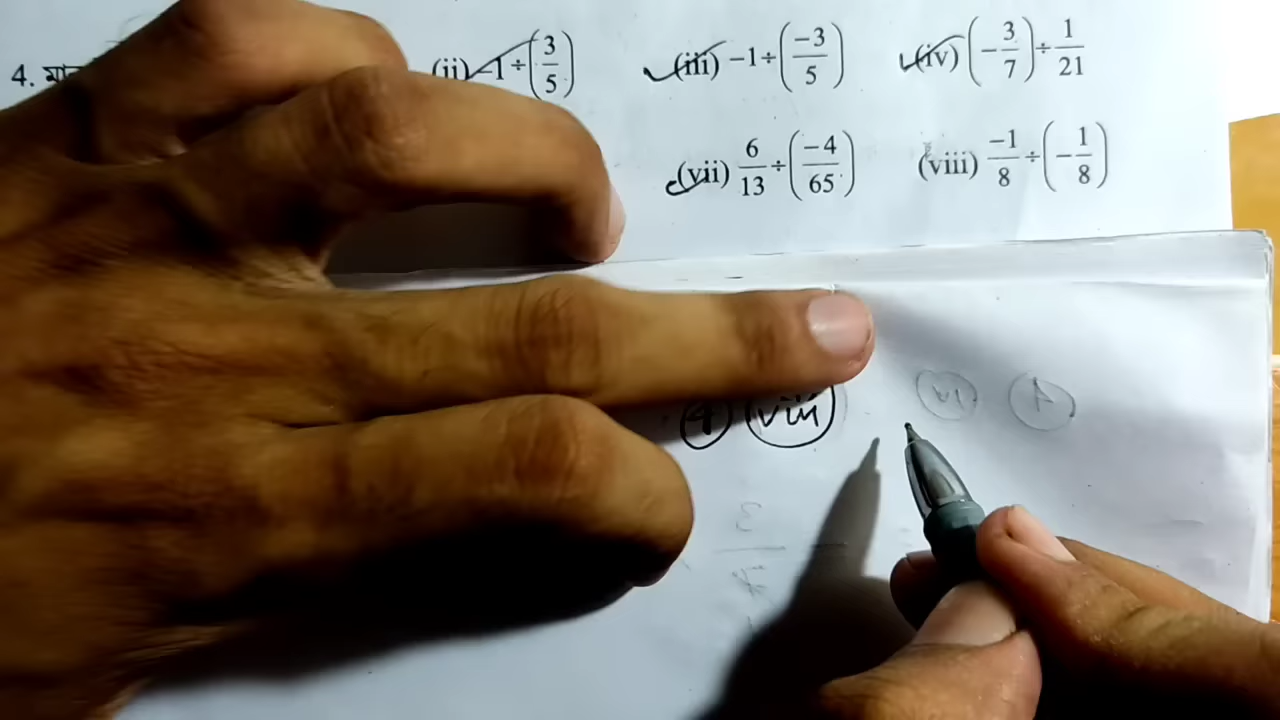 4. (ii) -1÷(3/5) (iii) -1÷(-3/5) (iv) (-3/7)÷1/21
(vii) 6/13÷(-4/65) (viii) -1/8÷(-1/8)
4 viii